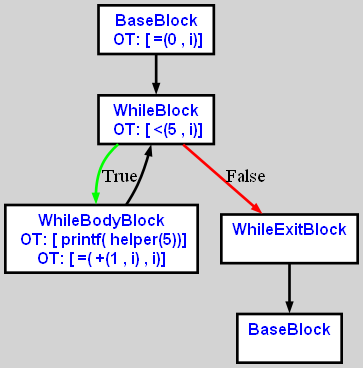 BaseBlock
OT: [ =(0 , i)]
WhileBlock
OT: [ <(5 , i)]
True
False
WhileBodyBlock
OT: [ printf( helper(5))]
OT: [ =( +(1 , i) , i)]
WhileExitBlock
BaseBlock